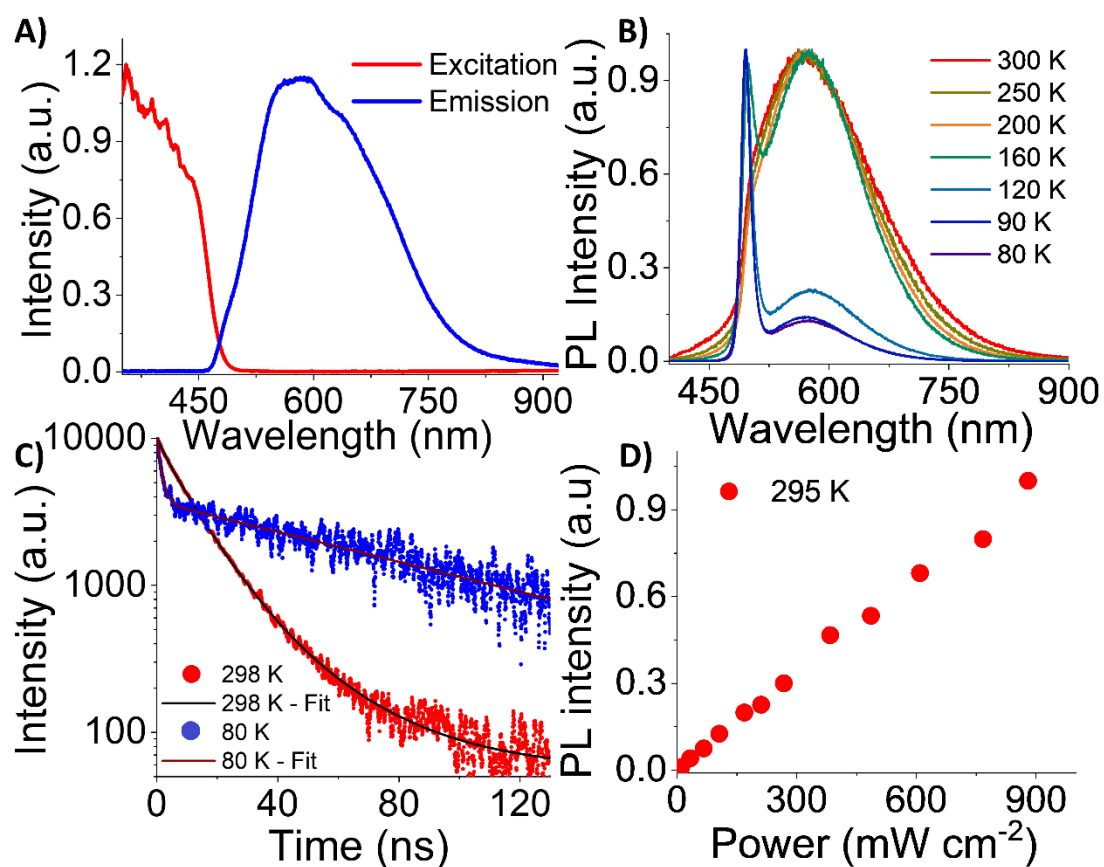 A)
Intensity (a.u.)
1.2
0.9
0.6
0.3
0.0
450
600
750
900
Wavelength (nm)
Excitation
Emission
B)
PL Intensity (a.u.)
0.9
0.6
0.3
0.0
450
600
750
900
Wavelength (nm)
300 K
250 K
200 K
160 K
120 K
90 K
80 K
C)
Intensity (a.u.)
10000
1000
100
0
40
80
120
Time (ns)
298 K
298 K - Fit
80 K
80 K - Fit
D)
PL intensity (a.u)
0.9
0.6
0.3
0.0
0
300
600
900
Power (mW cm⁻²)
295 K